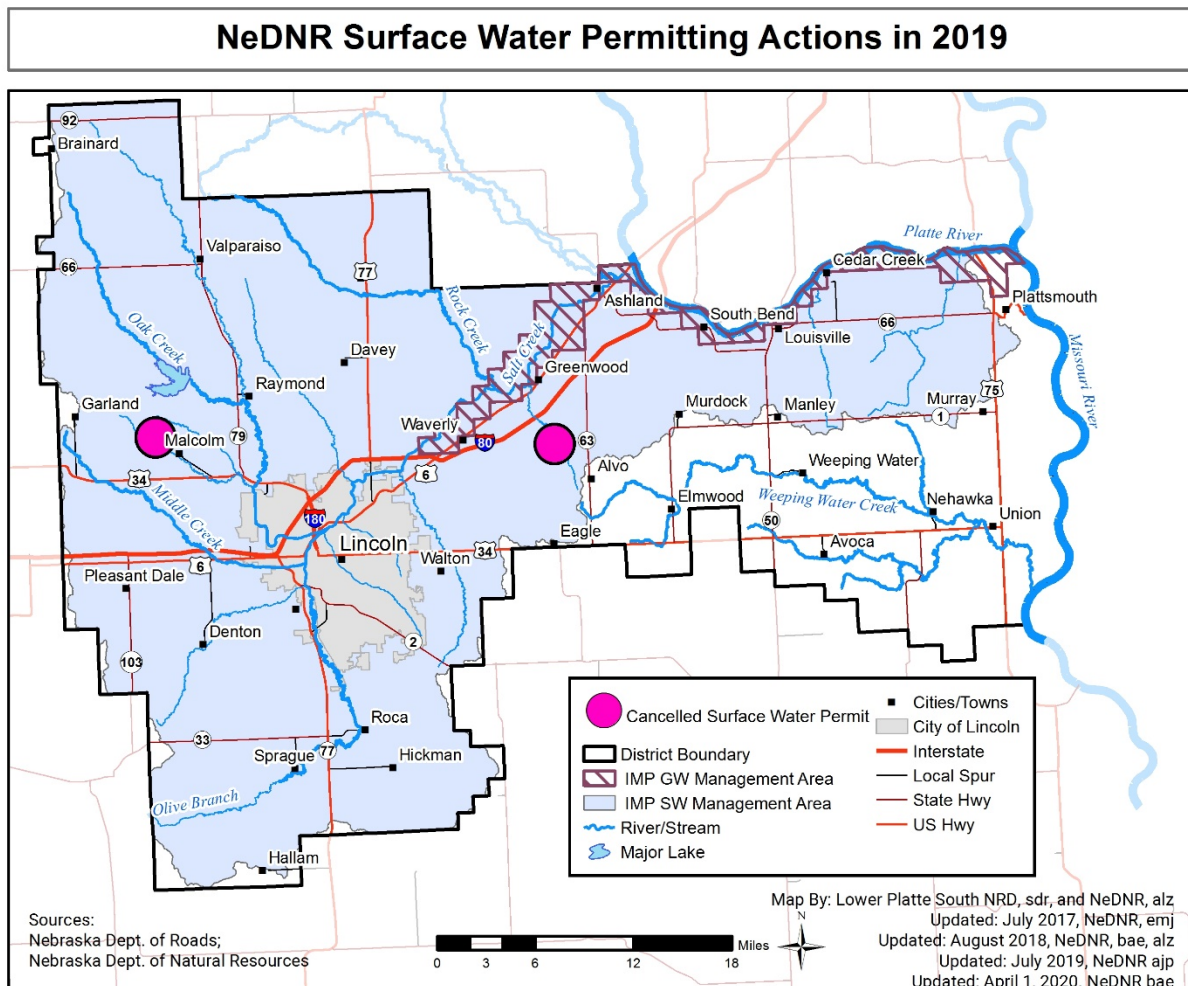 NeDNR Surface Water Permitting Actions in 2019
92
Brainard
Valparaiso
66
77
Platte River
Cedar Creek
Oak Creek
Rock Creek
Ashland
Plattsmouth
South Bend
66
Louisville
Davey
Salt Creek
Greenwood
Missouri River
Raymond
75
Garland
Murdock
Manley
Murray
1
79
Waverly
80
63
Malcolm
6
Alvo
Weeping Water
34
Middle Creek
Elmwood
Weeping Water Creek
Nehawka
180
50
Union
Lincoln
Eagle
34
Avoca
6
Walton
Pleasant Dale
Denton
2
103
Roca
33
77
Sprague
Hickman
Olive Branch
Hallam
Cancelled Surface Water Permit
District Boundary
IMP GW Management Area
IMP SW Management Area
River/Stream
Major Lake
Cities/Towns
City of Lincoln
Interstate
Local Spur
State Hwy
US Hwy
Sources:
Nebraska Dept. of Roads;
Nebraska Dept. of Natural Resources
Miles
0 3 6 12 18
N
Map By: Lower Platte South NRD, sdr, and NeDNR, alz
Updated: July 2017, NeDNR, emj
Updated: August 2018, NeDNR, bae, alz
Updated: July 2019, NeDNR ajp
Updated: April 1, 2020, NeDNR bae